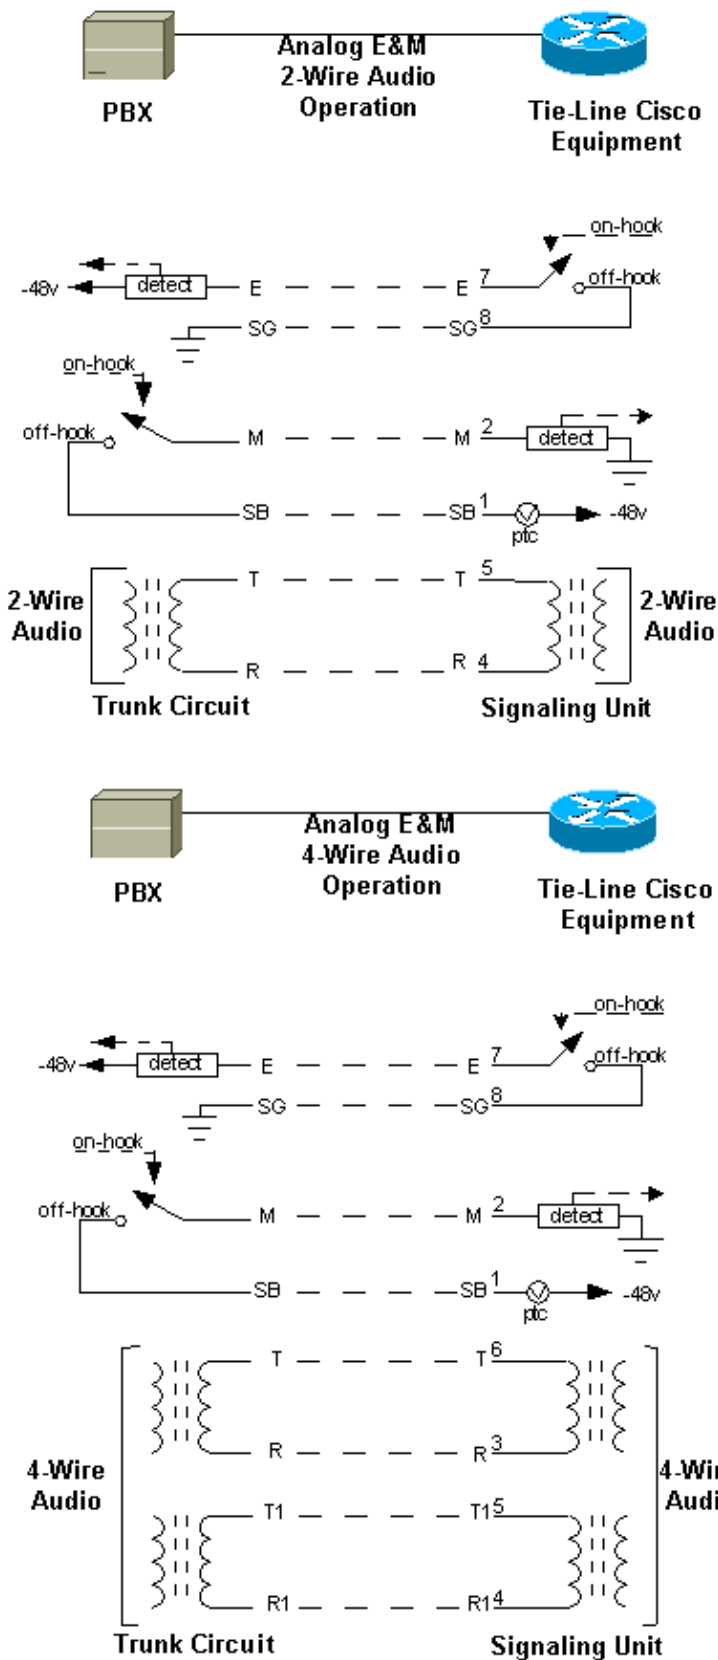 Analog E&M
2-Wire Audio
Operation
PBX
Tie-Line Cisco
Equipment
on-hook
-48v detect E E 7 off-hook
SG SG 8
on-hook
off-hook M M 2 detect
SB SB 1 -48v
ptc
2-Wire
Audio
T T 5
2-Wire
Audio
R R 4
Trunk Circuit Signaling Unit
Analog E&M
4-Wire Audio
Operation
PBX
Tie-Line Cisco
Equipment
on-hook
-48v detect E E 7 off-hook
SG SG 8
on-hook
off-hook M M 2 detect
SB SB 1 -48v
ptc
T T 6
R R 3
4-Wire
Audio
4-Wi
Audi
T1 T1 5
R1 R1 4
Trunk Circuit Signaling Unit